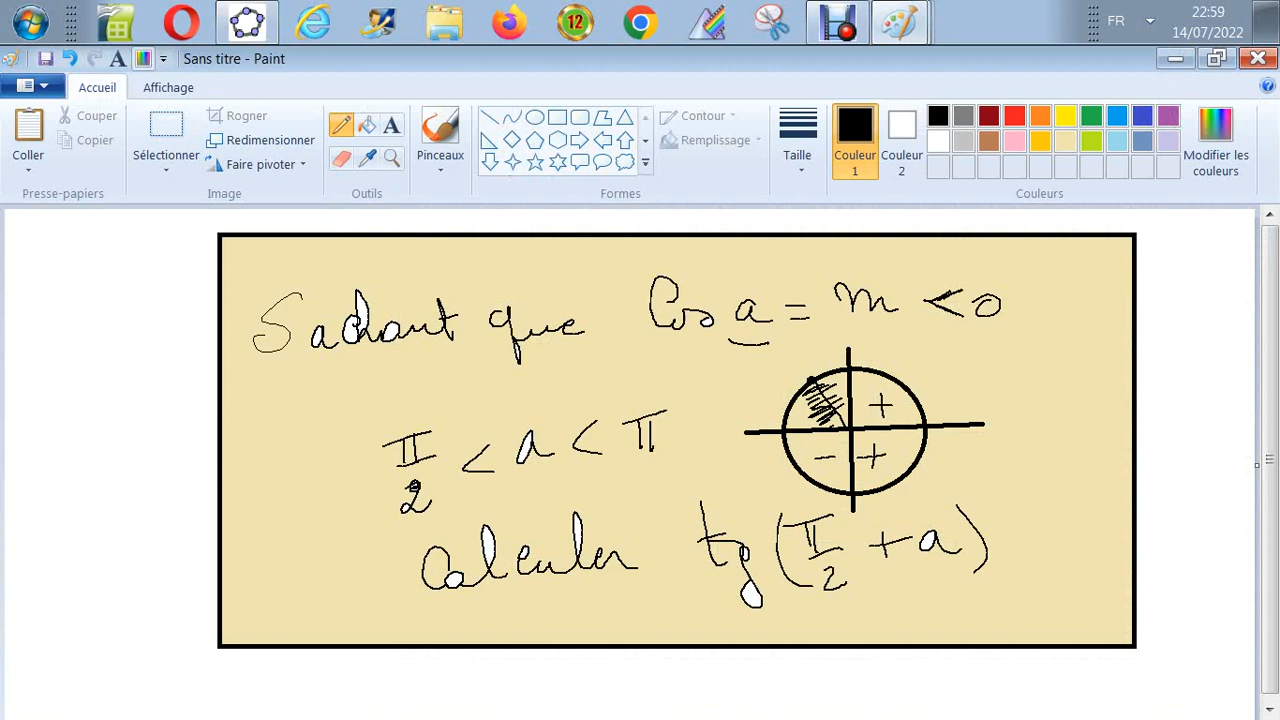 12
FR
22:59
14/07/2022
Sans titre - Paint
Accueil
Affichage
Coller
Couper
Copier
Presse-papiers
Sélectionner
Rogner
Redimensionner
Faire pivoter
Image
A
Outils
Pinceaux
Contour
Remplissage
Formes
Taille
Couleur 1
Couleur 2
Modifier les couleurs
Couleurs
Sachant que Cos a = m < 0
+
π/2 < a < π
- +
Calculer tg(π/2 + a)